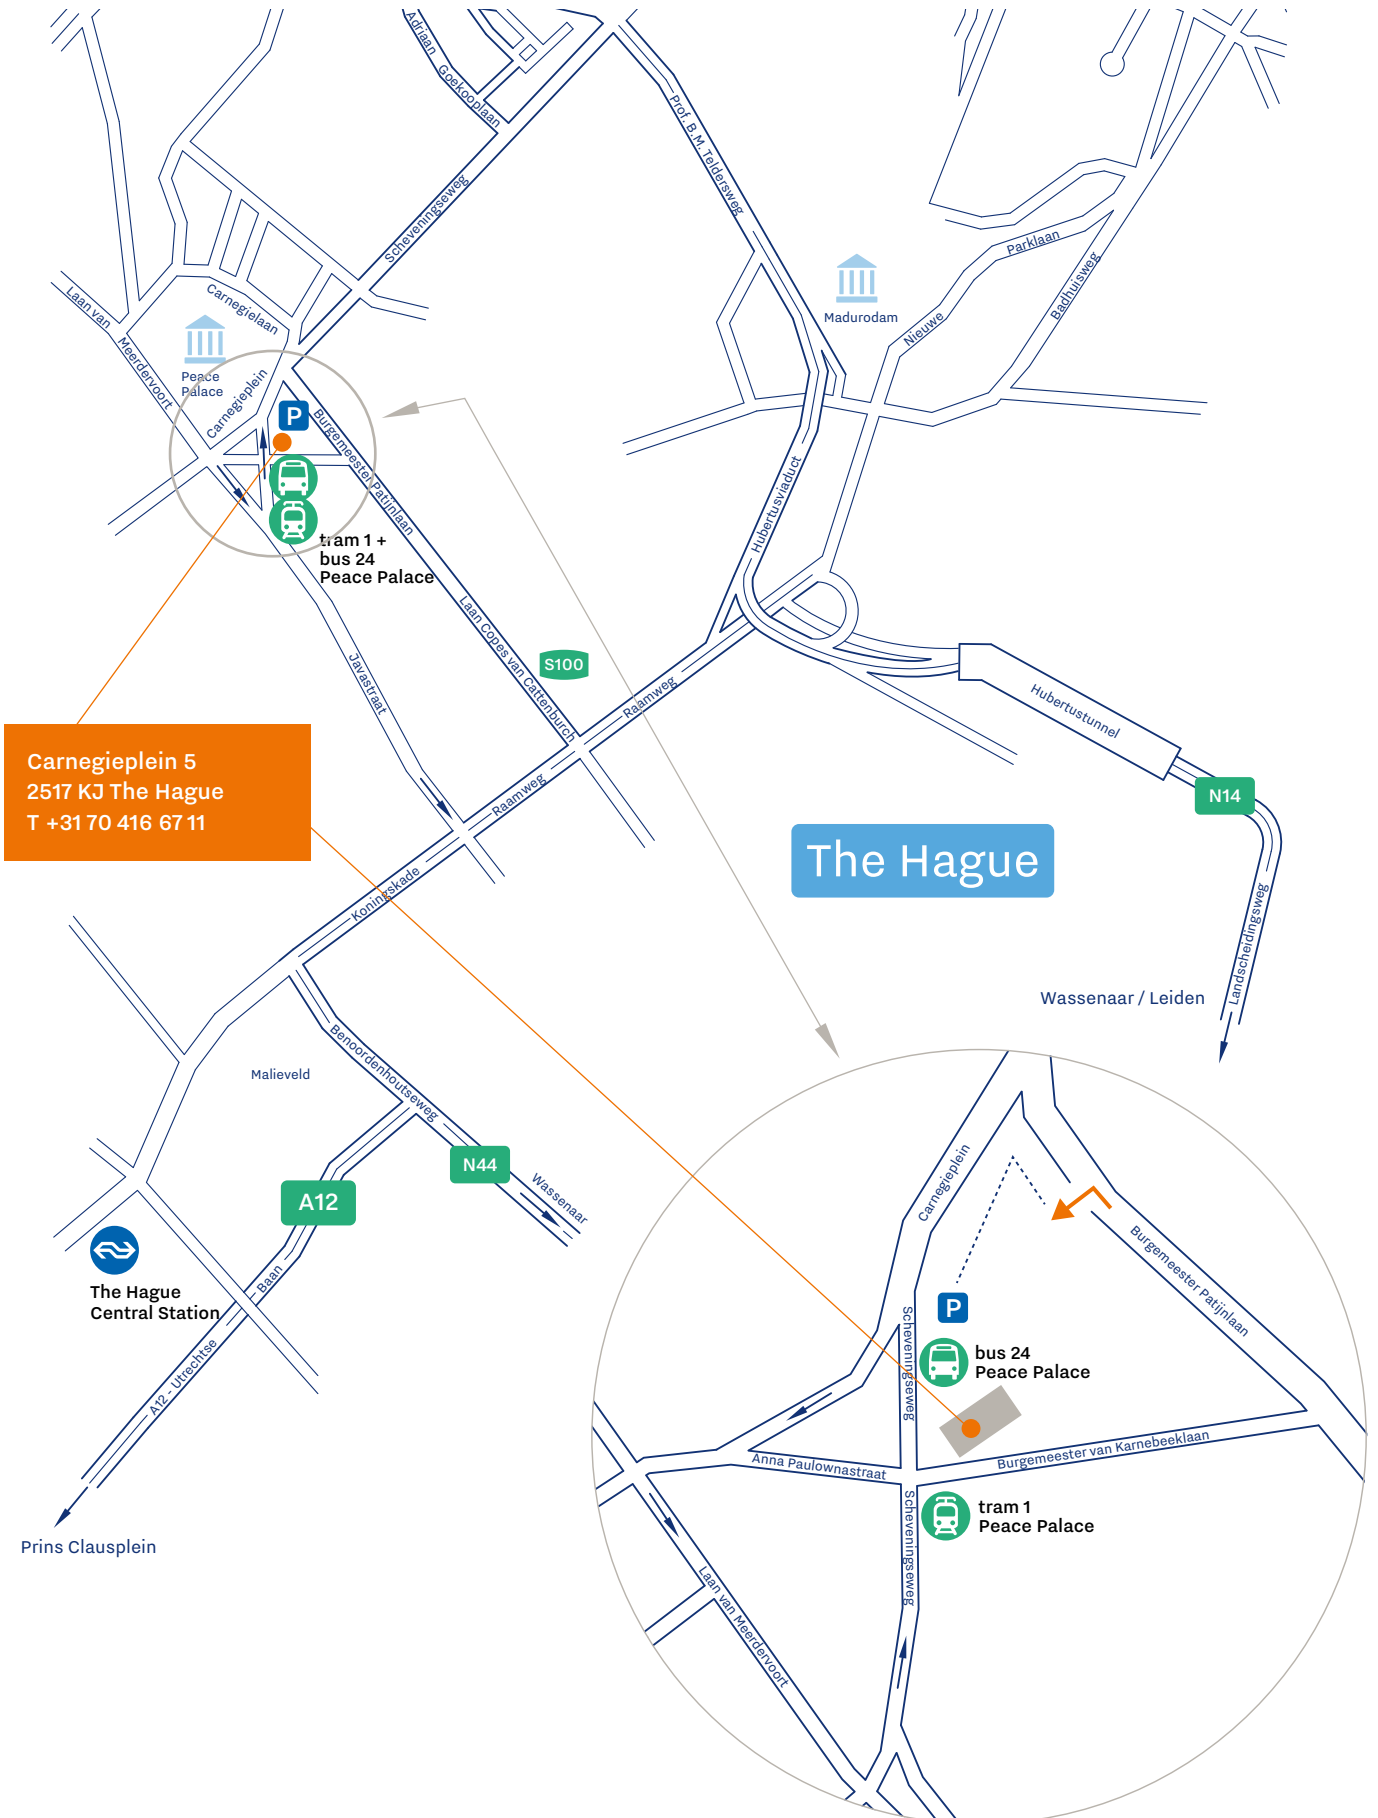 Adriaan
Goekooplaan
Scheveningseweg
Prof. B.M. Teldersweg
Parklaan
Badhuisweg
Nieuwe
Madurodam
Laan van
Meerdervoort
Carnegielaan
Peace
Palace
Carnegieplein
P
Burgemeester Patijnlaan
tram 1 +
bus 24
Peace Palace
Hubertusviaduct
Laan Copes van Cattenburch
S100
Javastraat
Raamweg
Raamweg
Hubertustunnel
N14
Carnegieplein 5
2517 KJ The Hague
T +31 70 416 67 11
The Hague
Koningskade
Landscheidingsweg
Wassenaar / Leiden
Benoordenhoutseweg
Malieveld
N44
Wassenaar
A12
The Hague
Central Station
Baan
A12 - Utrechtse
Prins Clausplein
Carnegieplein
Burgemeester Patijnlaan
P
Scheveningseweg
bus 24
Peace Palace
Anna Paulownastraat
Burgemeester van Karnebeeklaan
Scheveningseweg
tram 1
Peace Palace
Laan van Meerdervoort